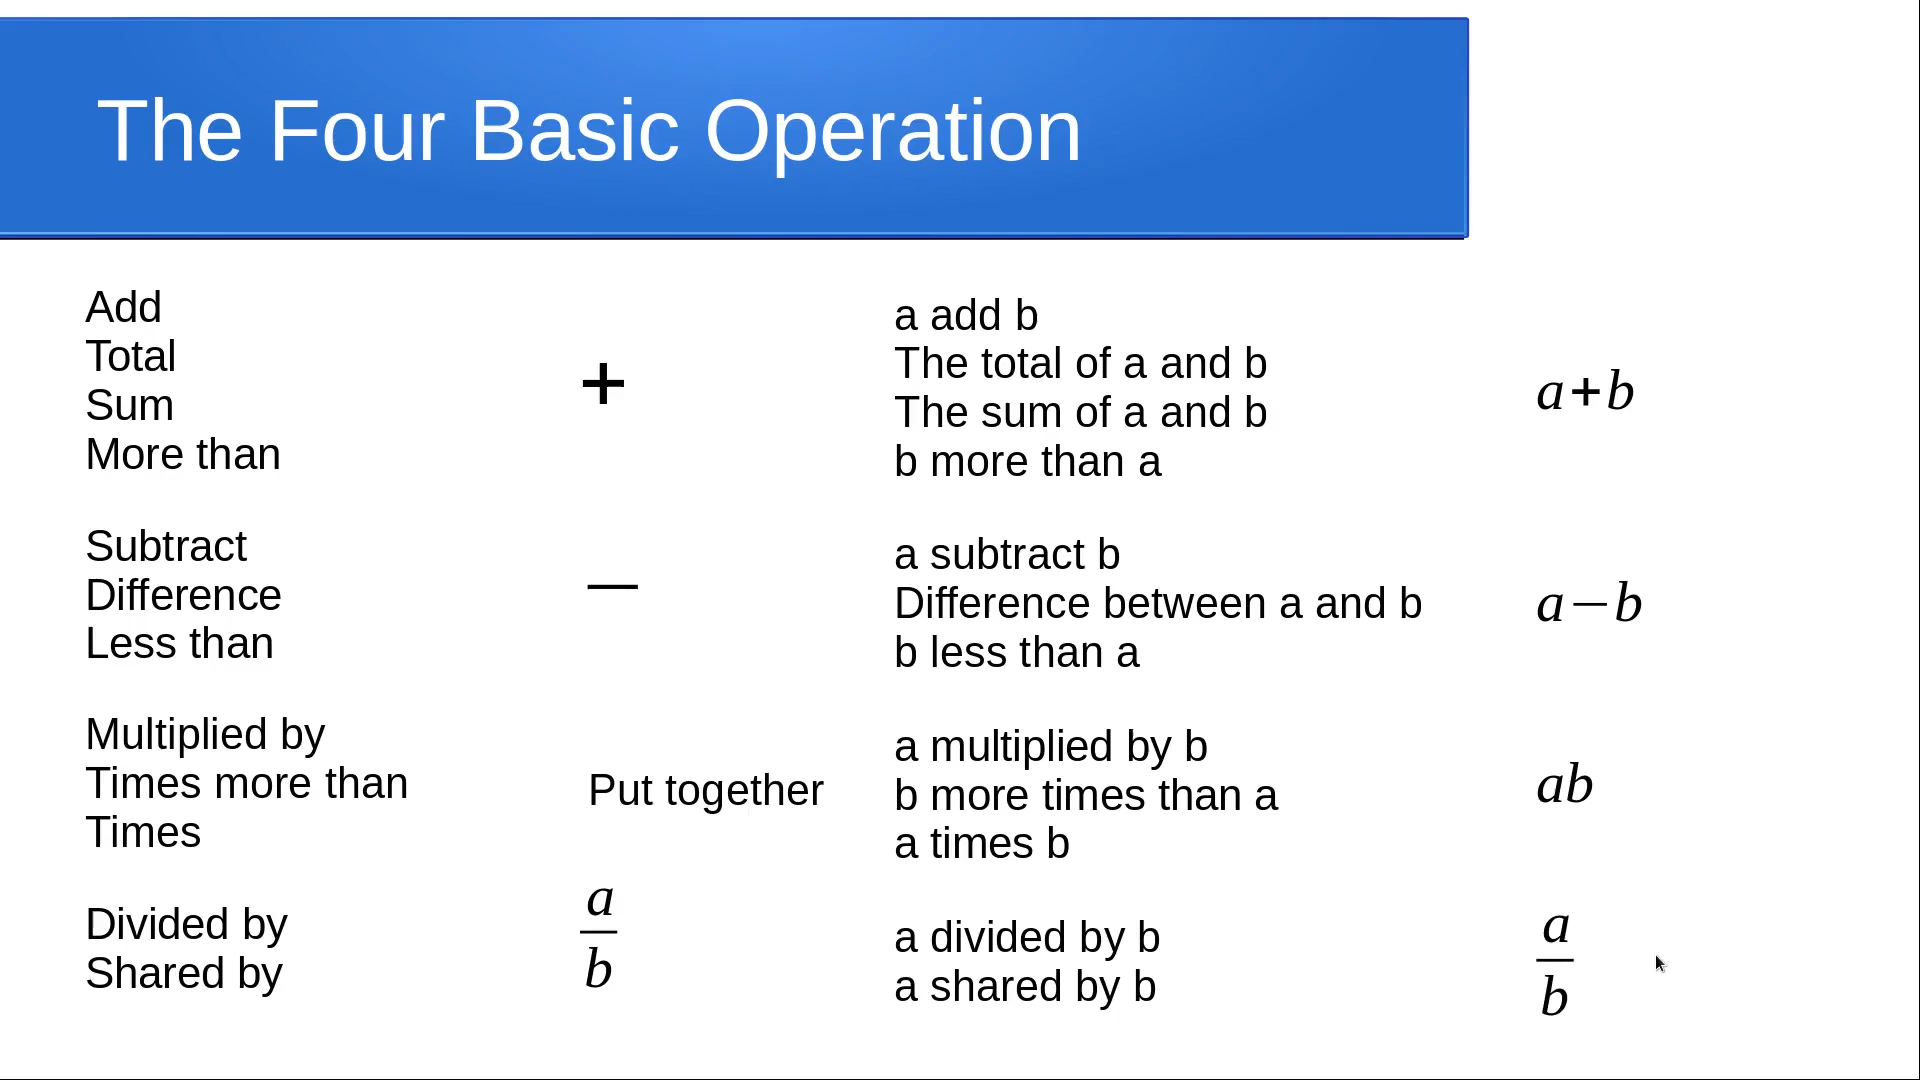 The Four Basic Operation
Add
Total
Sum
More than
+
a add b
The total of a and b
The sum of a and b
b more than a
a+b
Subtract
Difference
Less than
—
a subtract b
Difference between a and b
b less than a
a−b
Multiplied by
Times more than
Times
Put together
a multiplied by b
b more times than a
a times b
ab
Divided by
Shared by
a
b
a divided by b
a shared by b
a
b